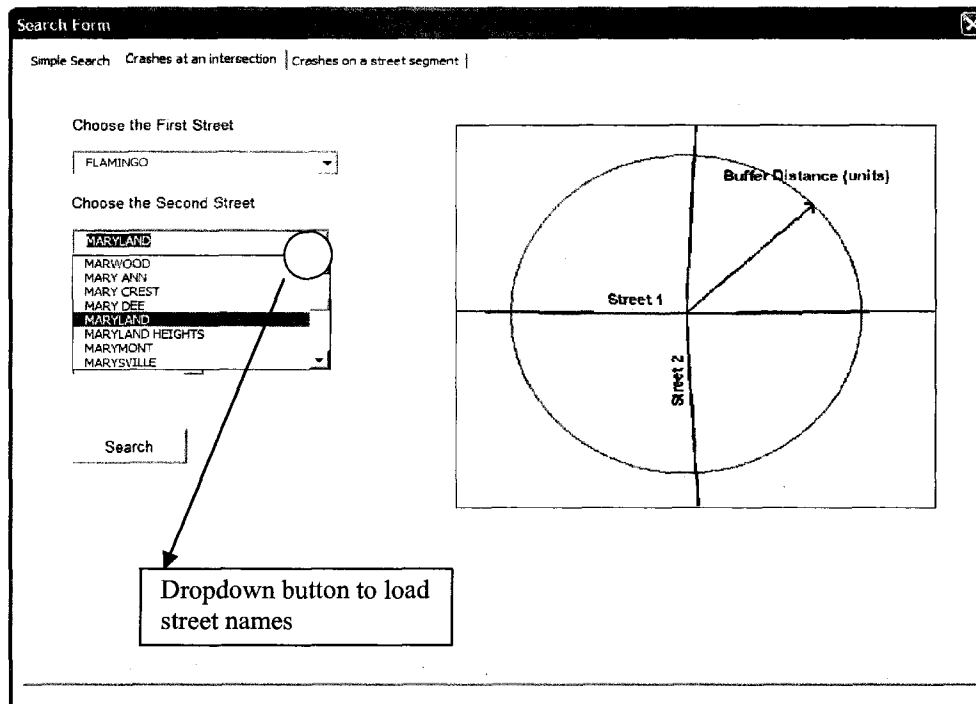 Search Form
Simple Search Crashes at an intersection Crashes on a street segment
Choose the First Street
FLAMINGO
Choose the Second Street
MARYLAND
MARWOOD
MARY ANN
MARY CREST
MARY DEE
MARYLAND
MARYLAND HEIGHTS
MARYMONT
MARYSVILLE
Search
Buffer Distance (units)
Street 1
Street 2
Dropdown button to load
street names